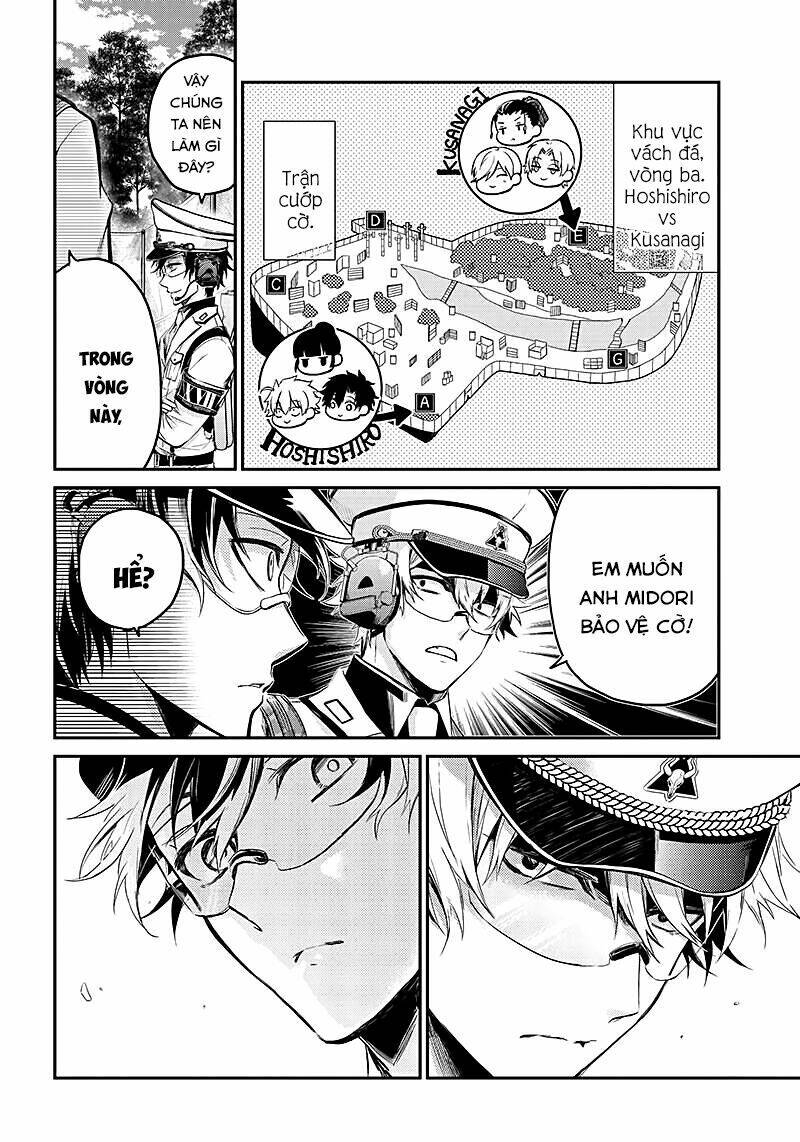 VẬY
CHÚNG
TA NÊN
LÀM GÌ
ĐÂY?
TRONG
VÒNG
NÀY,
Trận
cướp
cờ.
KUSANAGI
Khu vực
vách đá,
vòng ba.
Hoshishiro
vs
Kusanagi
D
E
C
G
A
HOSHISHIRO
HỂ?
EM MUỐN
ANH MIDORI
BẢO VỆ CỜ!